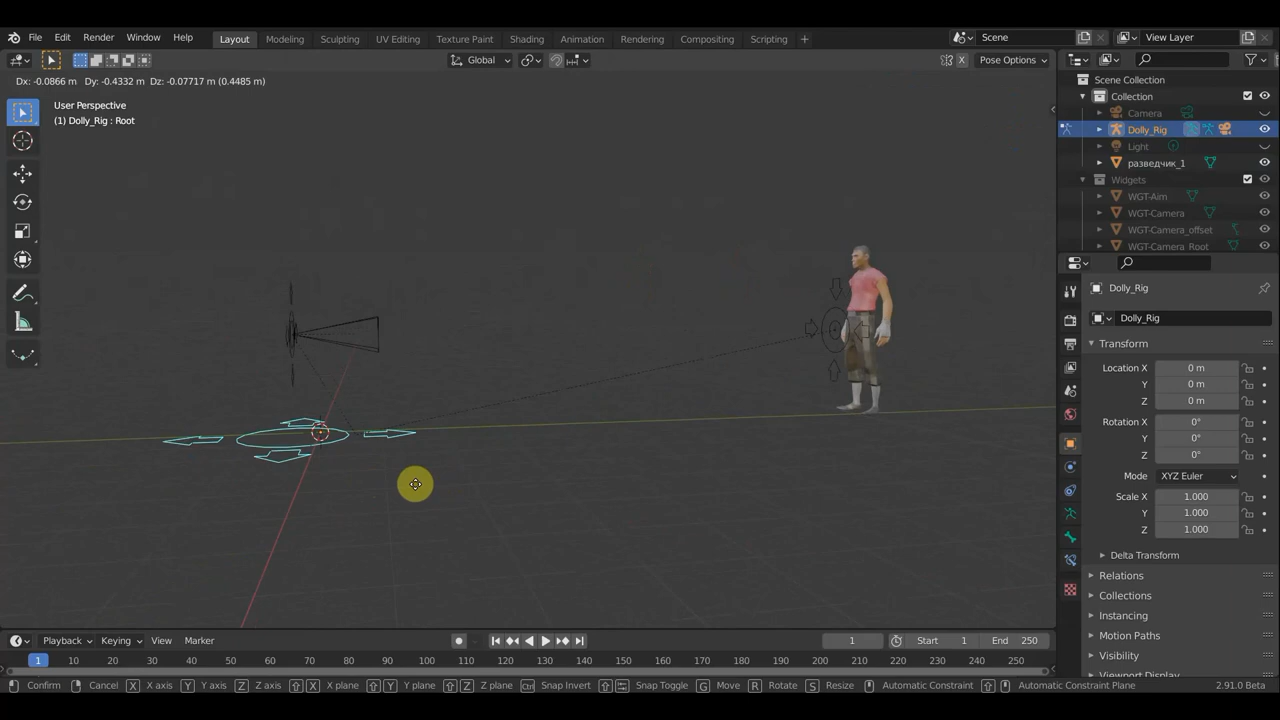 File Edit Render Window Help Layout Modeling Sculpting UV Editing Texture Paint Shading Animation Rendering Compositing Scripting + Scene View Layer
Global X Pose Options
Dx: -0.0866 m Dy: -0.4332 m Dz: -0.07717 m (0.4485 m)
User Perspective
(1) Dolly_Rig : Root
Scene Collection
Collection
Camera
Dolly_Rig
Light
разведчик_1
Widgets
WGT-Aim
WGT-Camera
WGT-Camera_offset
WGT-Camera_Root
Dolly_Rig
Dolly_Rig
Transform
Location X 0 m
Y 0 m
Z 0 m
Rotation X 0°
Y 0°
Z 0°
Mode XYZ Euler
Scale X 1.000
Y 1.000
Z 1.000
Delta Transform
Relations
Collections
Instancing
Motion Paths
Visibility
Viewport Display
Playback Keying View Marker 1 Start 1 End 250
1 10 20 30 40 50 60 70 80 90 100 110 120 130 140 150 160 170 180 190 200 210 220 230 240 250
Confirm Cancel X X axis Y Y axis Z Z axis X X plane Y Y plane Z Z plane Ctrl Snap Invert Snap Toggle G Move R Rotate S Resize Automatic Constraint Automatic Constraint Plane 2.91.0 Beta